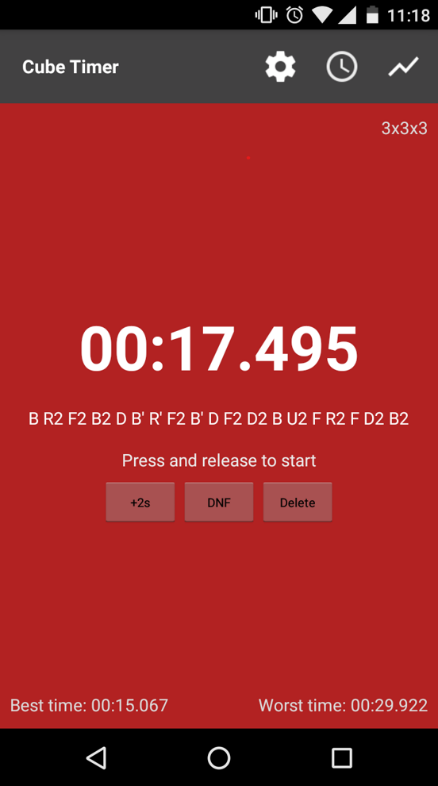 11:18
Cube Timer
3x3x3
00:17.495
B R2 F2 B2 D B' R' F2 B' D F2 D2 B U2 F R2 F D2 B2
Press and release to start
+2s DNF Delete
Best time: 00:15.067 Worst time: 00:29.922